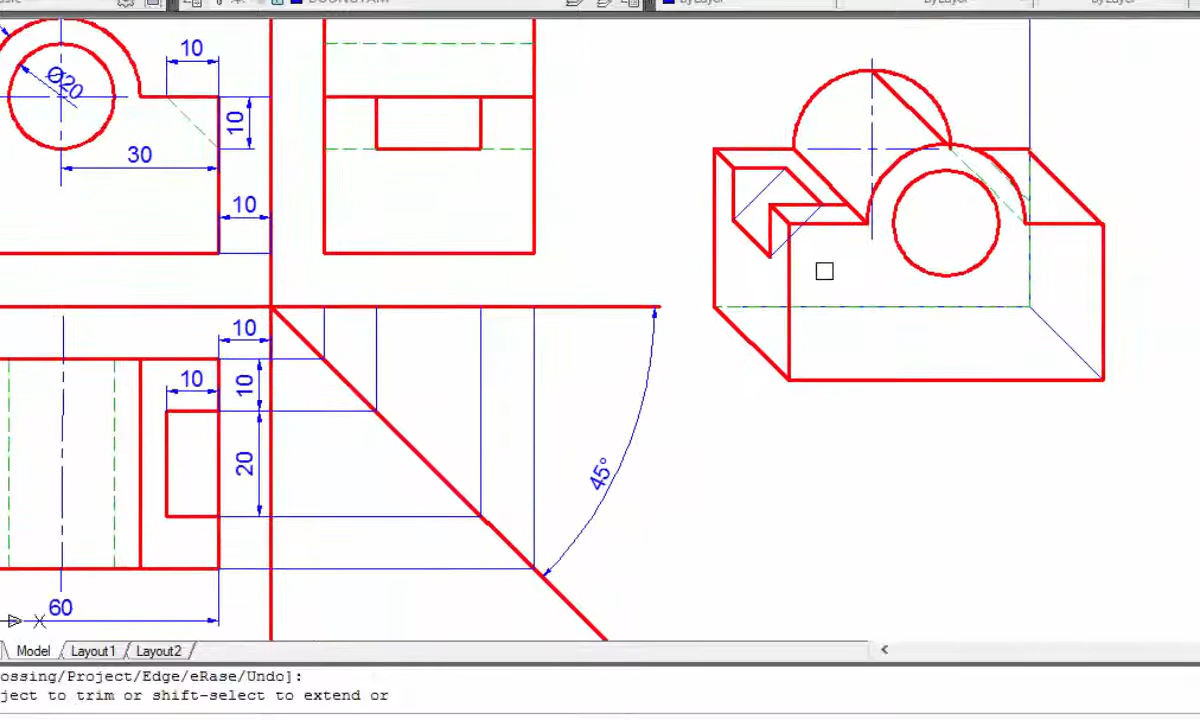 10
Ø20
10
30
10
10
10
10
20
45°
60
X
Model
Layout1
Layout2
<
ossing/Project/Edge/eRase/Undo]:
ject to trim or shift-select to extend or